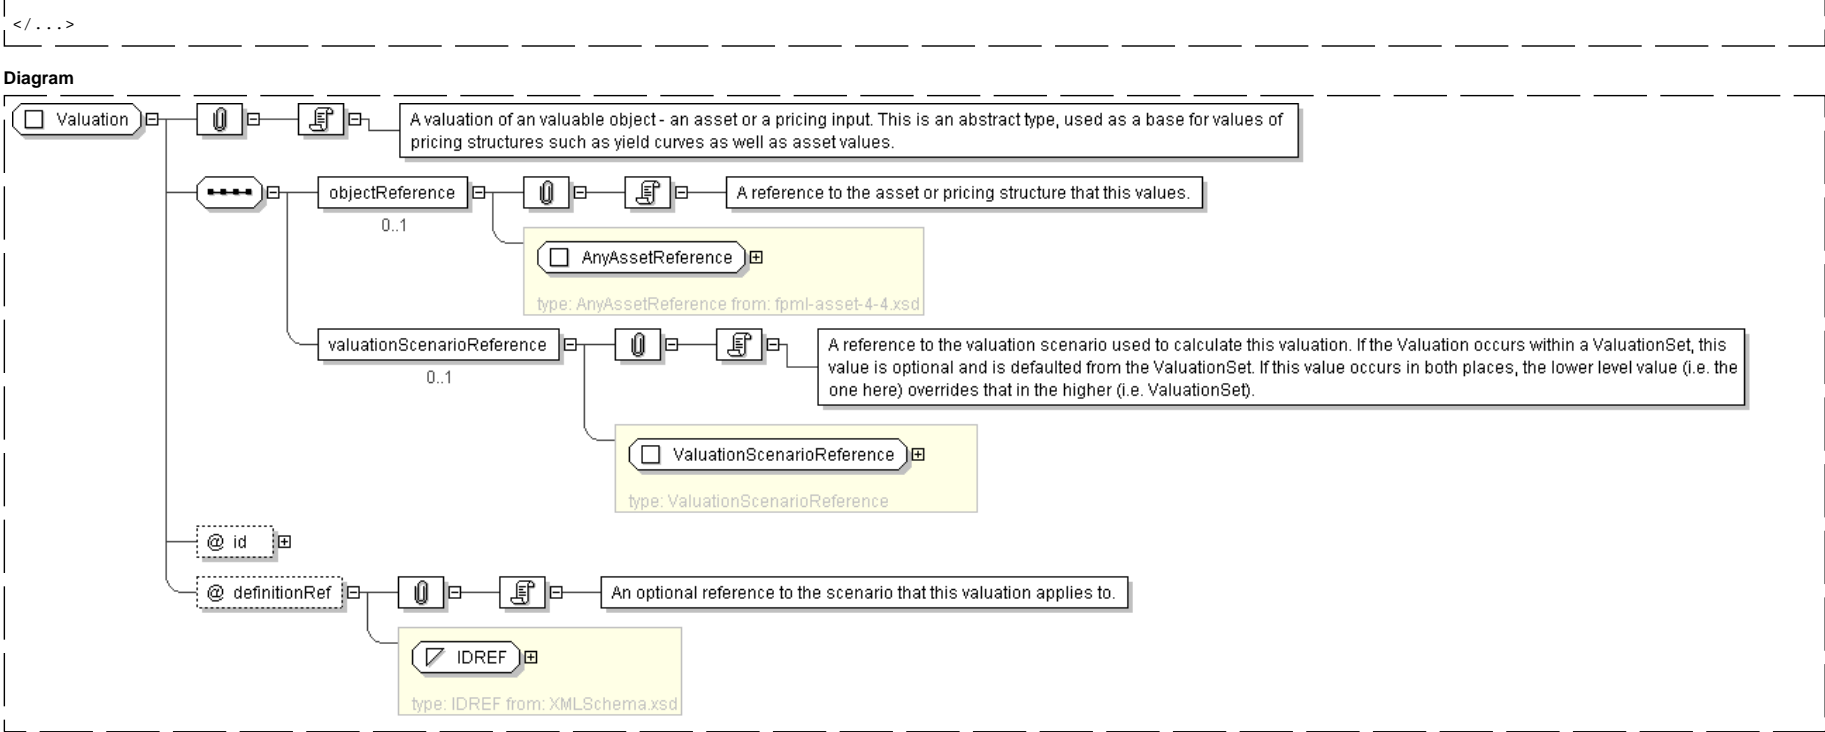 </...>
Diagram
Valuation
A valuation of an valuable object - an asset or a pricing input. This is an abstract type, used as a base for values of
pricing structures such as yield curves as well as asset values.
objectReference
A reference to the asset or pricing structure that this values.
0..1
AnyAssetReference
type: AnyAssetReference from: fpml-asset-4-4.xsd
valuationScenarioReference
A reference to the valuation scenario used to calculate this valuation. If the Valuation occurs within a ValuationSet, this
value is optional and is defaulted from the ValuationSet. If this value occurs in both places, the lower level value (i.e. the
one here) overrides that in the higher (i.e. ValuationSet).
0..1
ValuationScenarioReference
type: ValuationScenarioReference
@ id
@ definitionRef
An optional reference to the scenario that this valuation applies to.
IDREF
type: IDREF from: XMLSchema.xsd